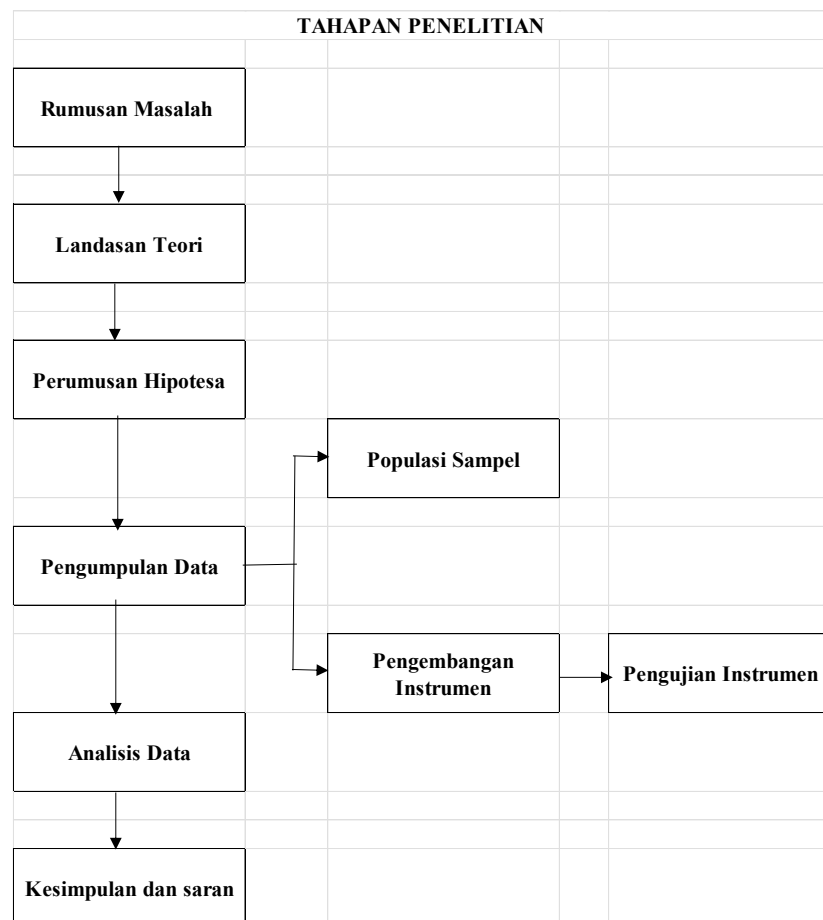 TAHAPAN PENELITIAN
Rumusan Masalah
Landasan Teori
Perumusan Hipotesa
Populasi Sampel
Pengumpulan Data
Pengembangan
Instrumen
Pengujian Instrumen
Analisis Data
Kesimpulan dan saran